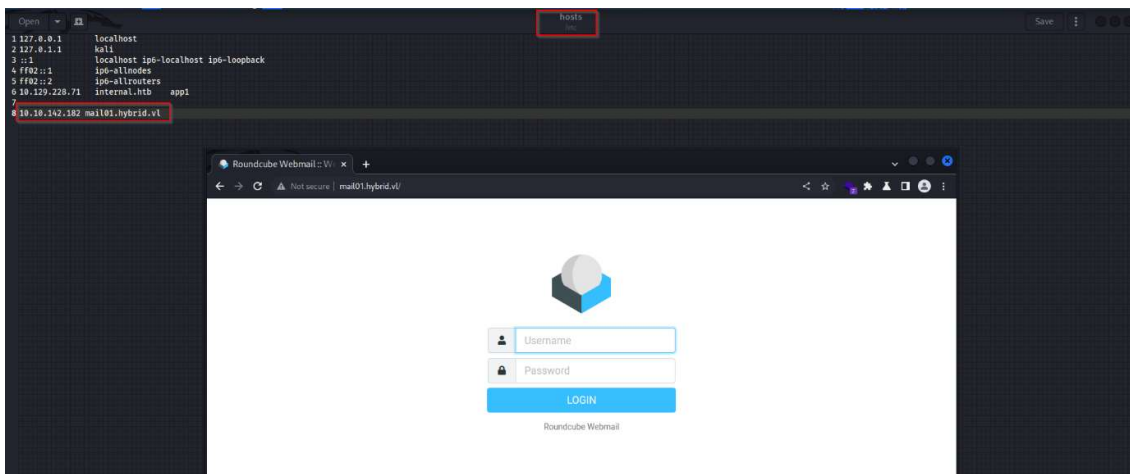 Open
hosts
/etc
Save
1 127.0.0.1 localhost
2 127.0.1.1 kali
3 ::1 localhost ip6-localhost ip6-loopback
4 ff02::1 ip6-allnodes
5 ff02::2 ip6-allrouters
6 10.129.228.71 internal.htb app1
7
8 10.10.142.182 mail01.hybrid.vl
Roundcube Webmail :: W
Not secure | mail01.hybrid.vl/
Username
Password
LOGIN
Roundcube Webmail